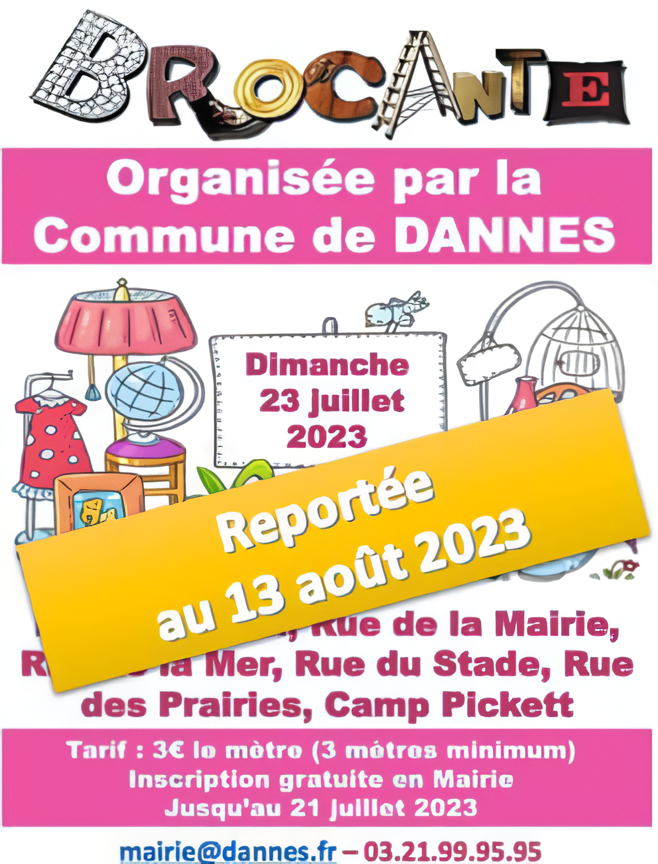 BROCANTE
Organisée par la
Commune de DANNES
Dimanche
23 juillet
2023
Reportée
au 13 août 2023
Rue de la Mairie,
la Mer, Rue du Stade, Rue
des Prairies, Camp Pickett
Tarif : 3€ le mètre (3 mètres minimum)
Inscription gratuite en Mairie
Jusqu'au 21 juillet 2023
mairie@dannes.fr – 03.21.99.95.95